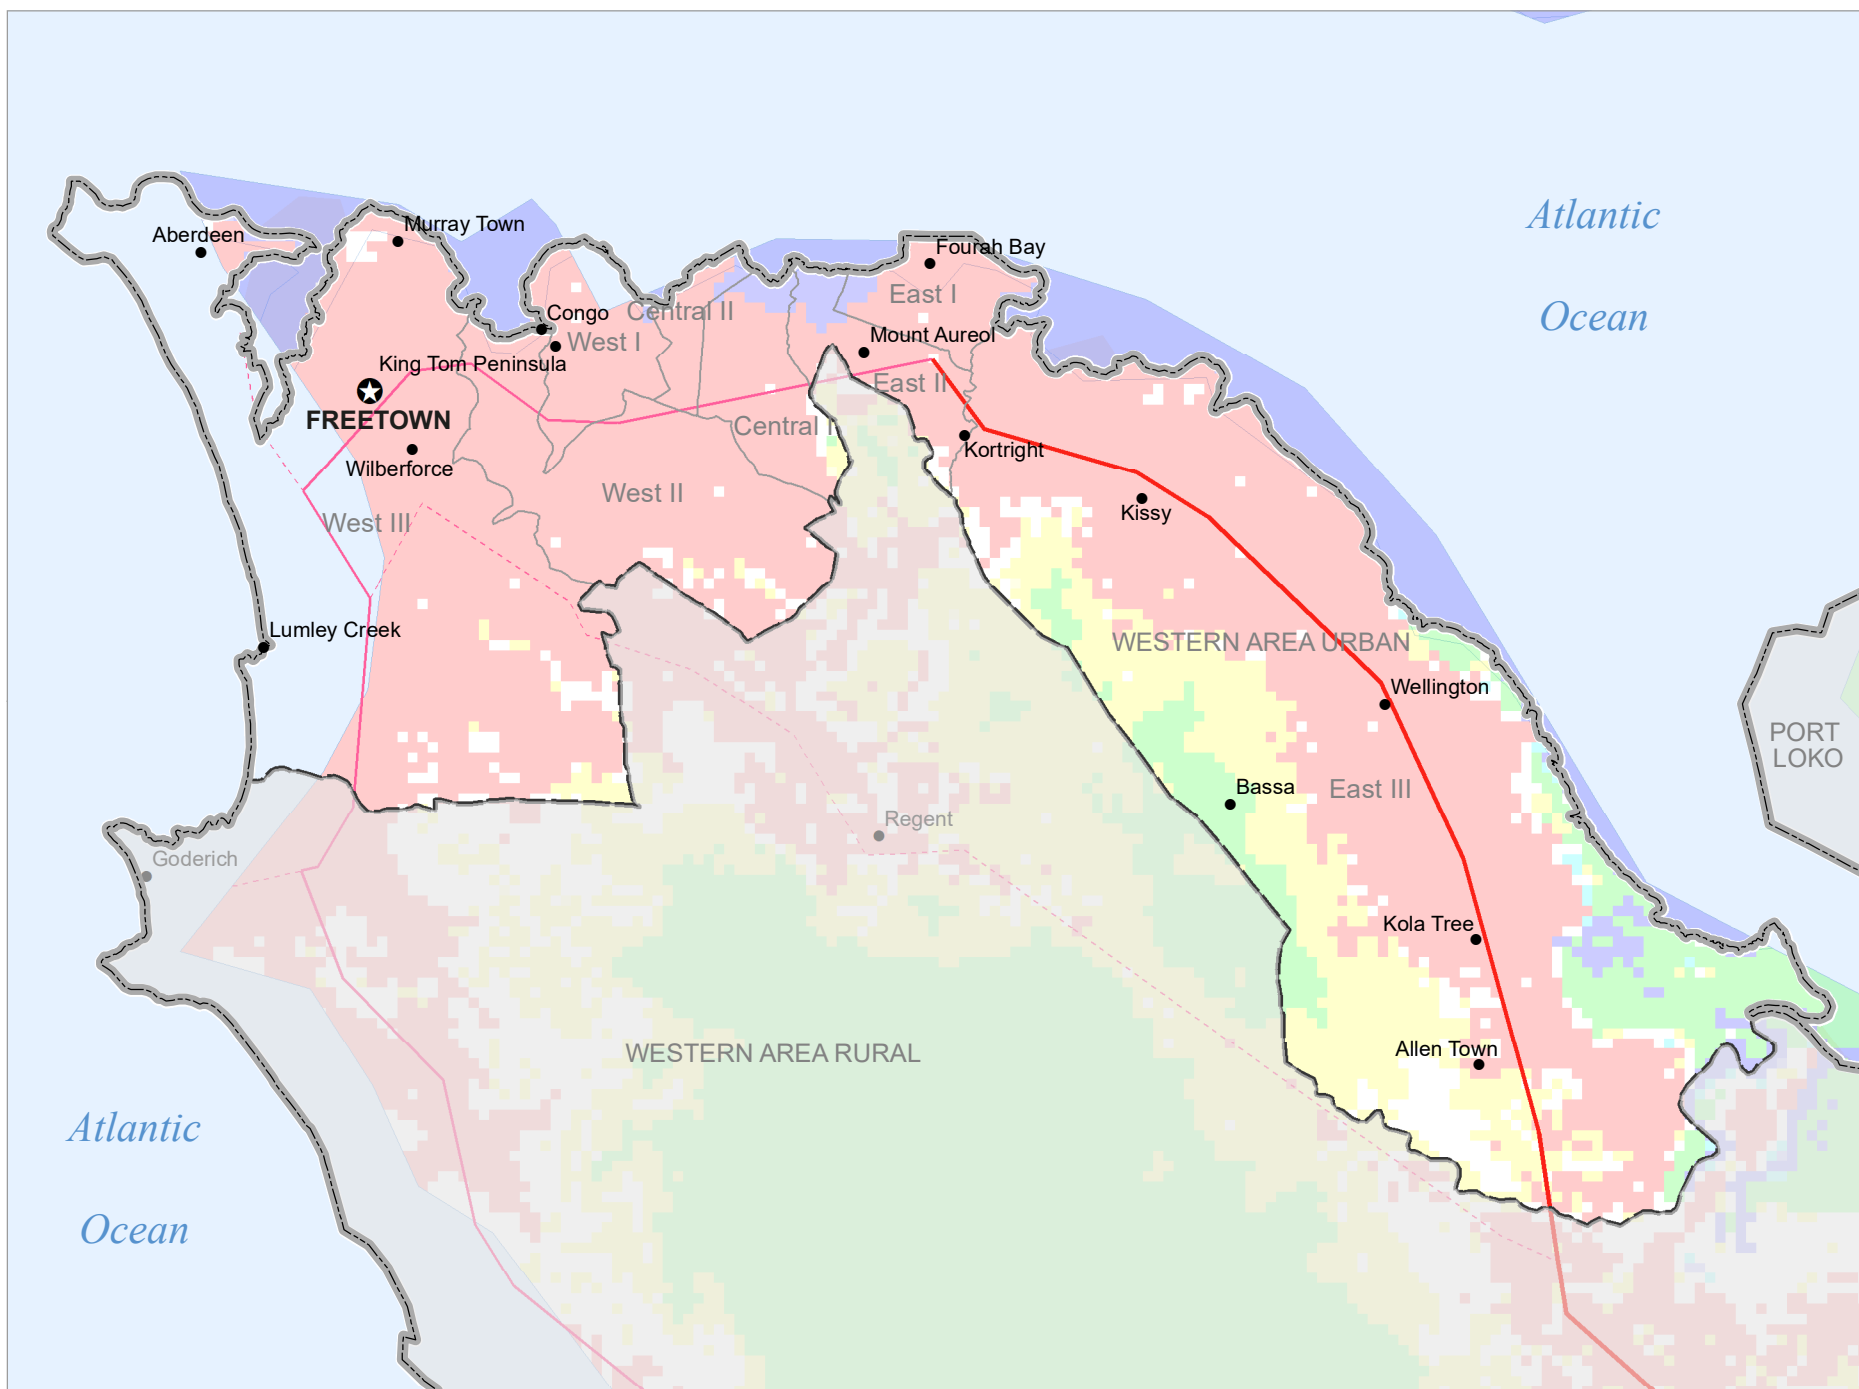 Atlantic
Ocean
Aberdeen
Murray Town
Fourah Bay
East I
Central II
Congo
West I
Mount Aureol
King Tom Peninsula
East II
FREETOWN
Central I
Kortright
Wilberforce
West II
Kissy
West III
Lumley Creek
WESTERN AREA URBAN
Wellington
PORT
LOKO
Bassa
East III
Regent
Goderich
Kola Tree
Allen Town
WESTERN AREA RURAL
Atlantic
Ocean